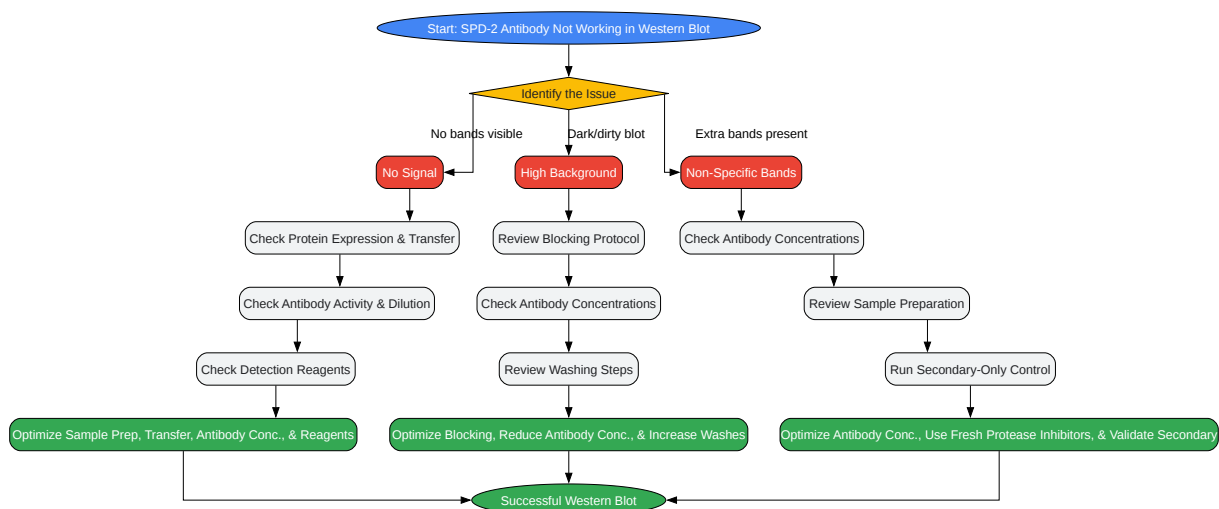 Start: SPD-2 Antibody Not Working in Western Blot
Identify the Issue
No bands visible
Dark/dirty blot
Extra bands present
No Signal
High Background
Non-Specific Bands
Check Protein Expression & Transfer
Review Blocking Protocol
Check Antibody Concentrations
Check Antibody Activity & Dilution
Check Antibody Concentrations
Review Sample Preparation
Check Detection Reagents
Review Washing Steps
Run Secondary-Only Control
Optimize Sample Prep, Transfer, Antibody Conc., & Reagents
Optimize Blocking, Reduce Antibody Conc., & Increase Washes
Optimize Antibody Conc., Use Fresh Protease Inhibitors, & Validate Secondary
Successful Western Blot